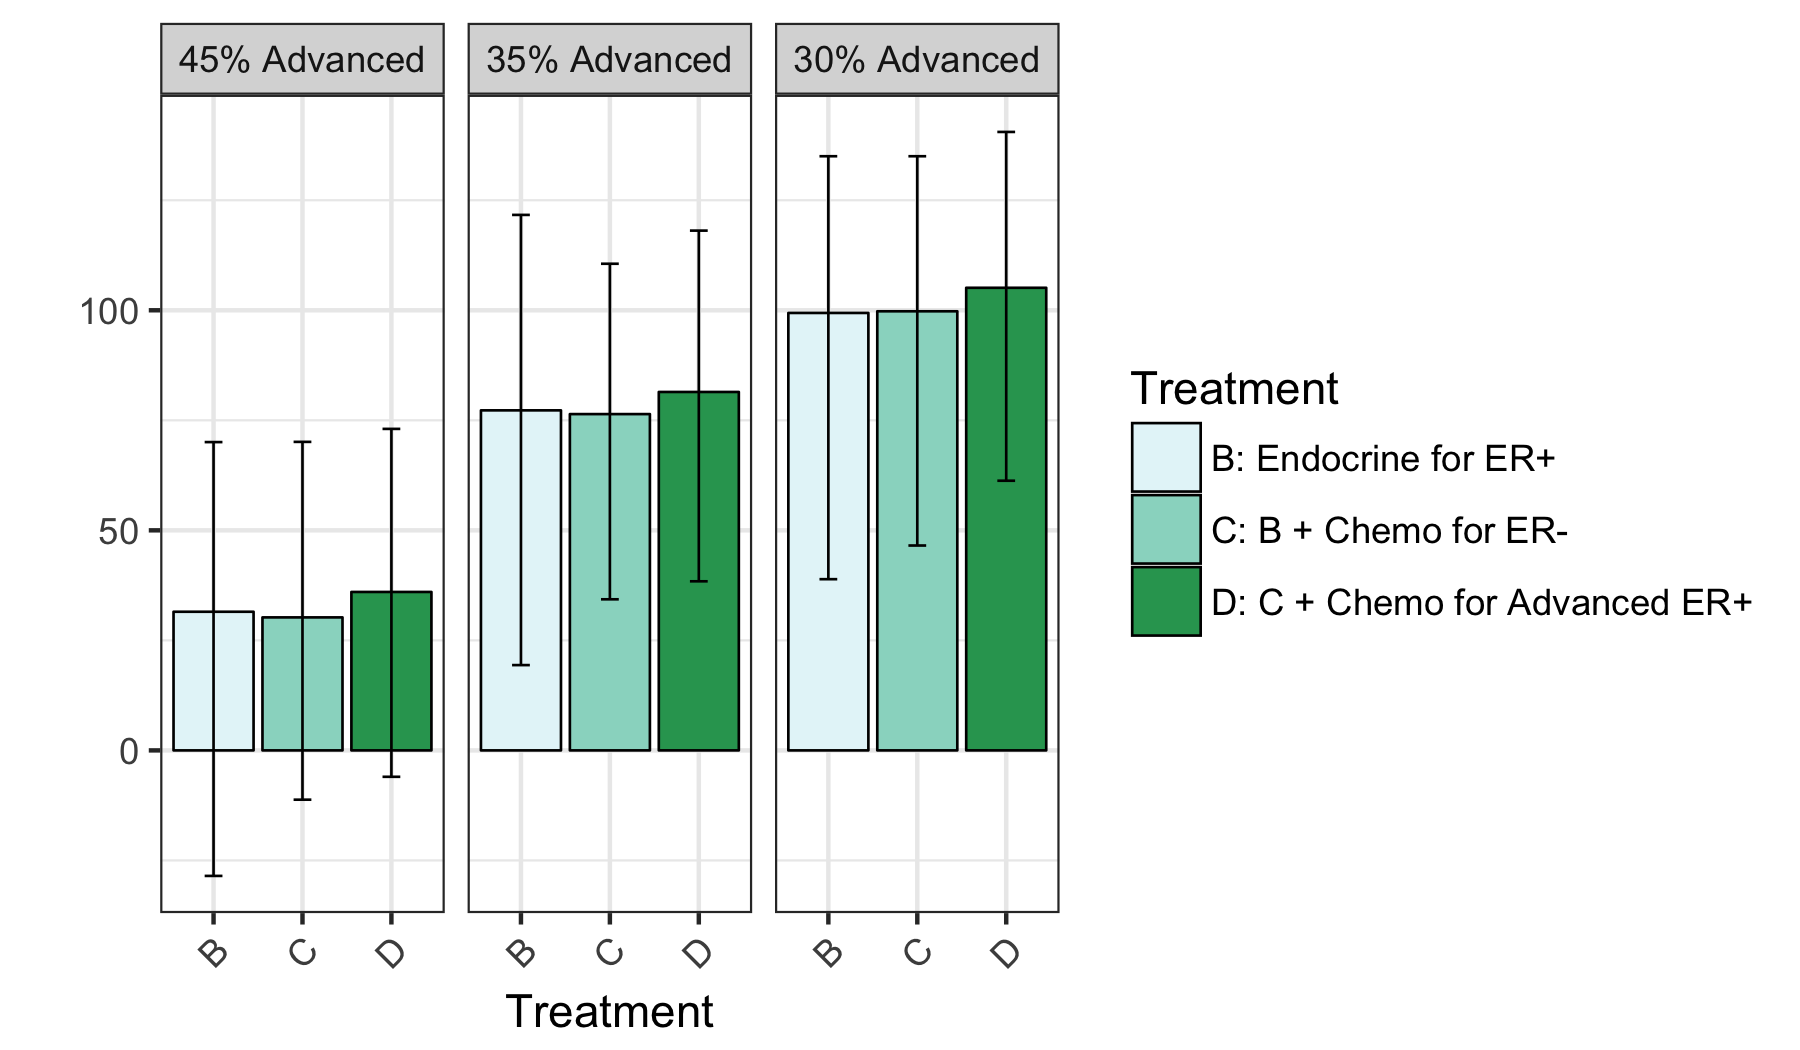 45% Advanced
35% Advanced
30% Advanced
100
50
0
B
C
D
B
C
D
B
C
D
Treatment
Treatment
B: Endocrine for ER+
C: B + Chemo for ER-
D: C + Chemo for Advanced ER+